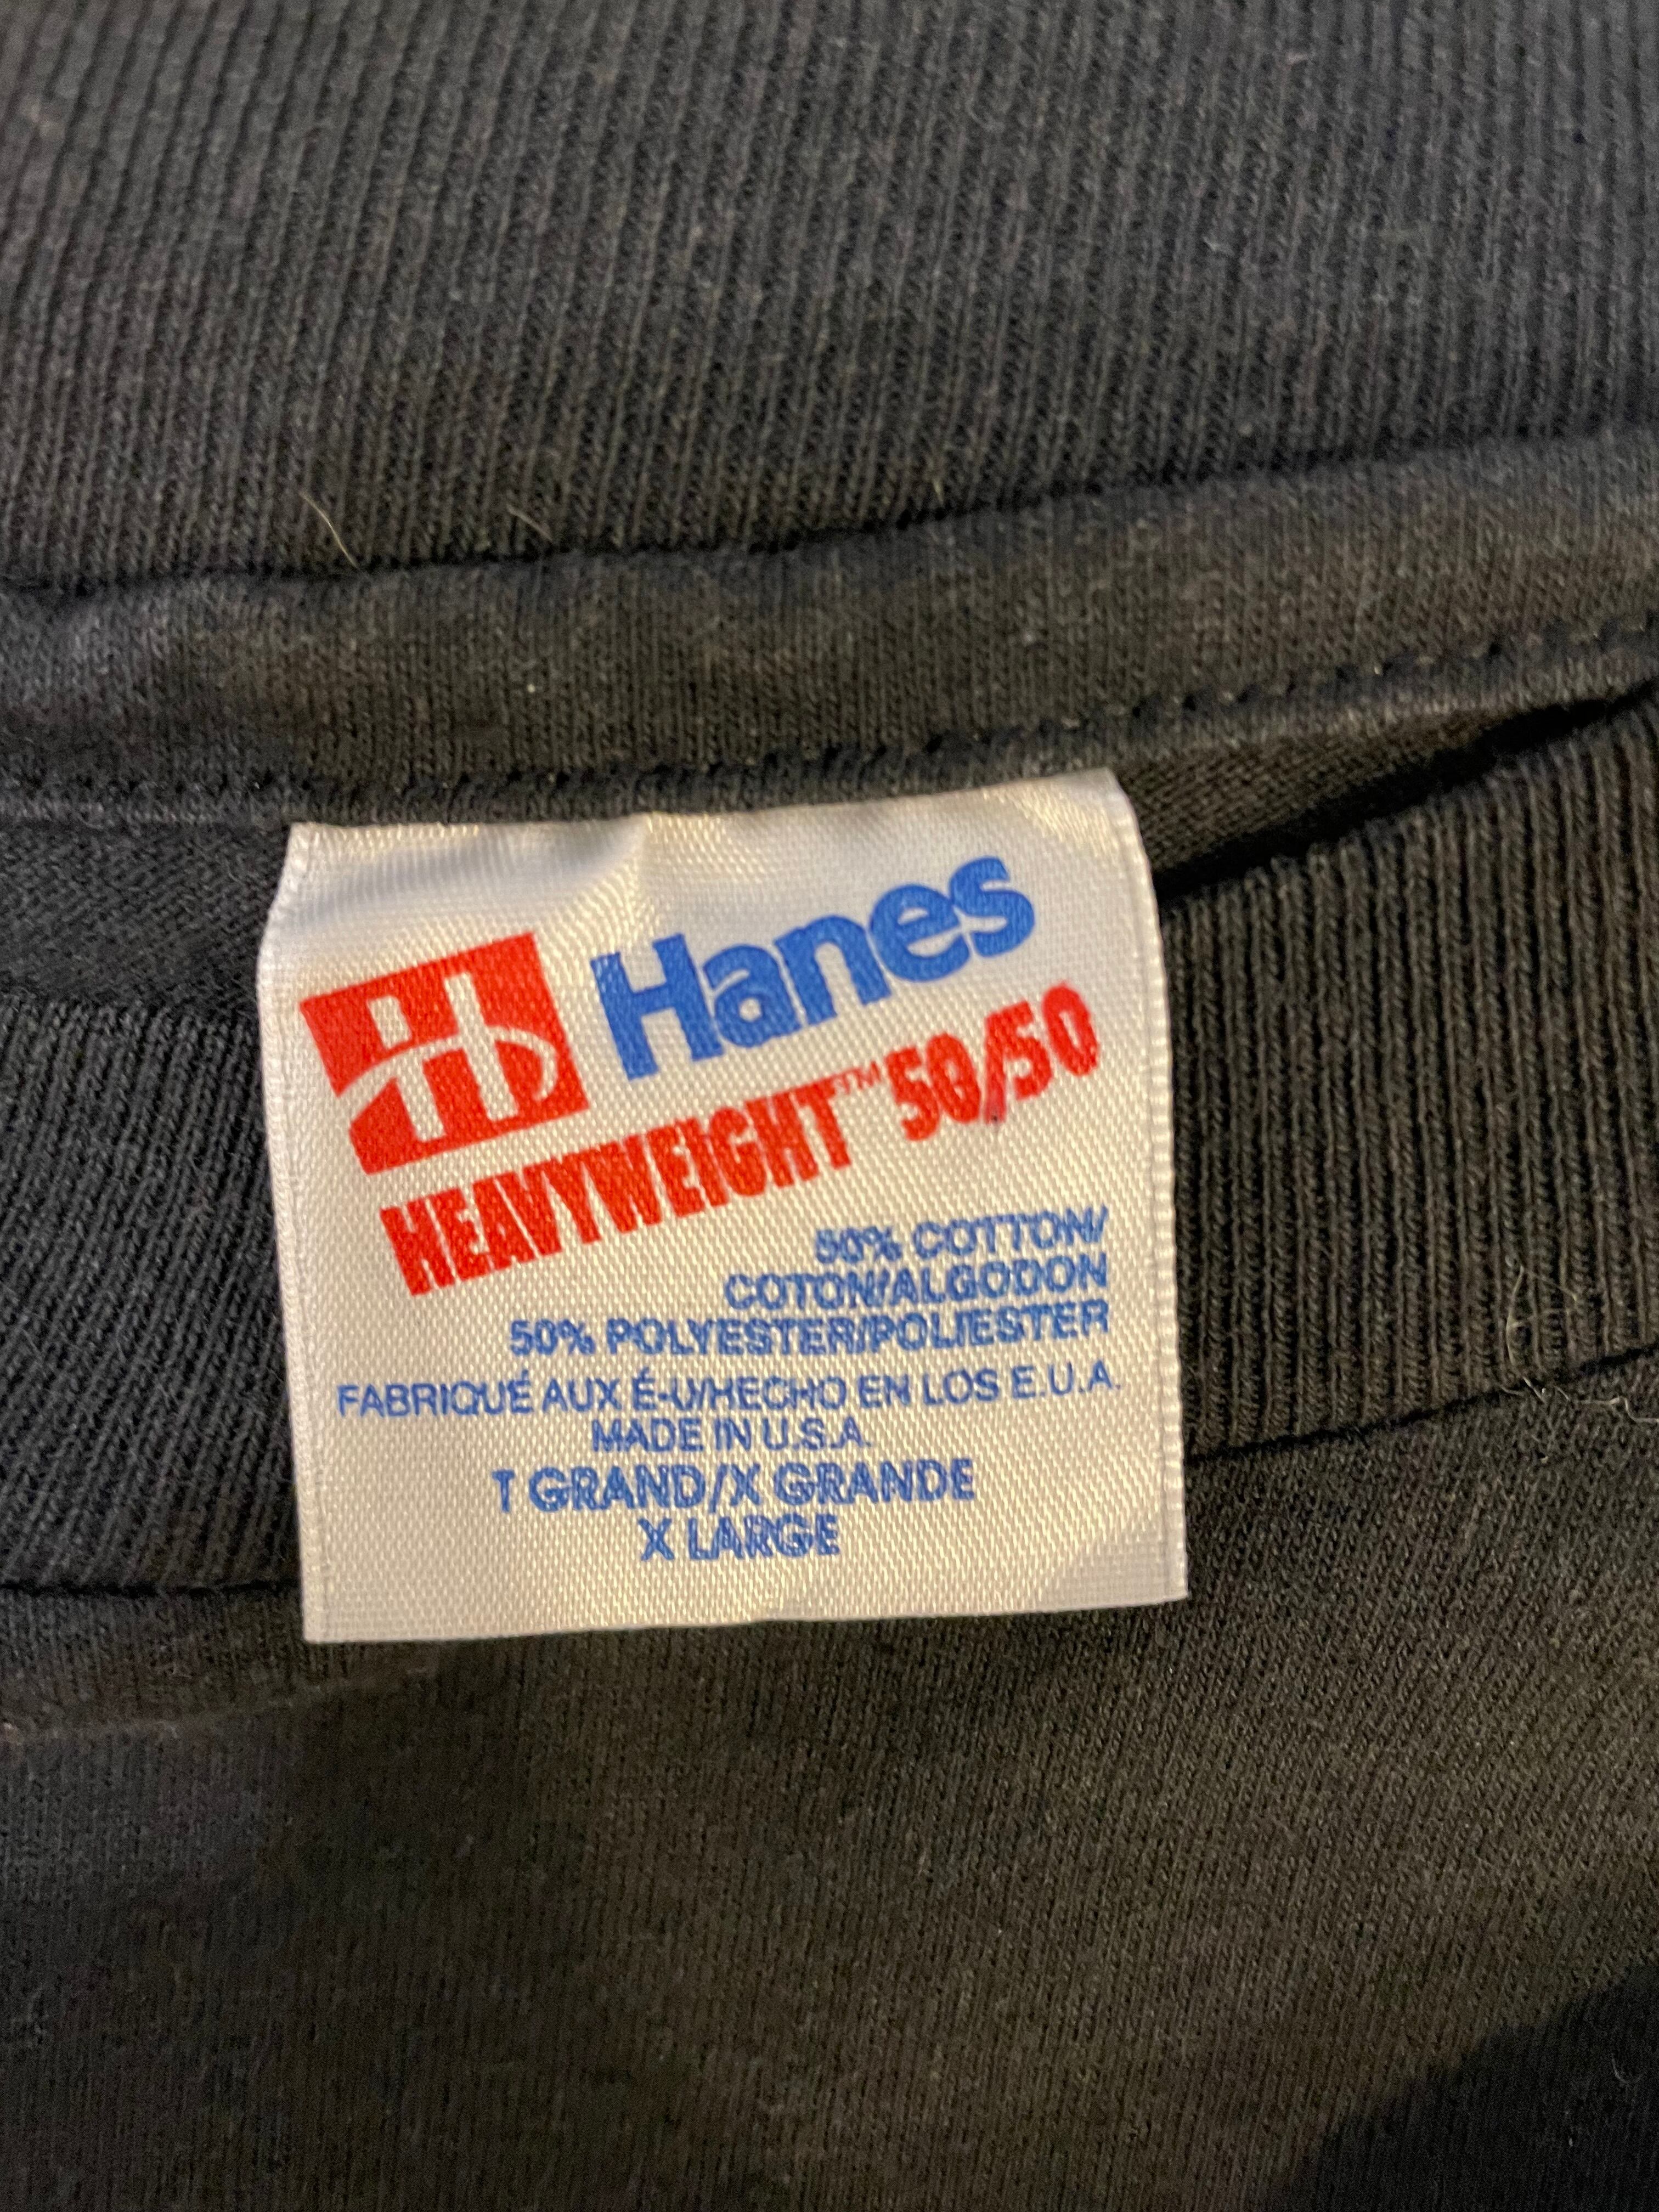 Hanes
HEAVYWEIGHT™ 50/50
50% COTTON/
COTON/ALGODON
50% POLYESTER/POLIESTER
FABRIQUÉ AUX É-U/HECHO EN LOS E.U.A.
MADE IN U.S.A.
T GRAND/X GRANDE
X LARGE